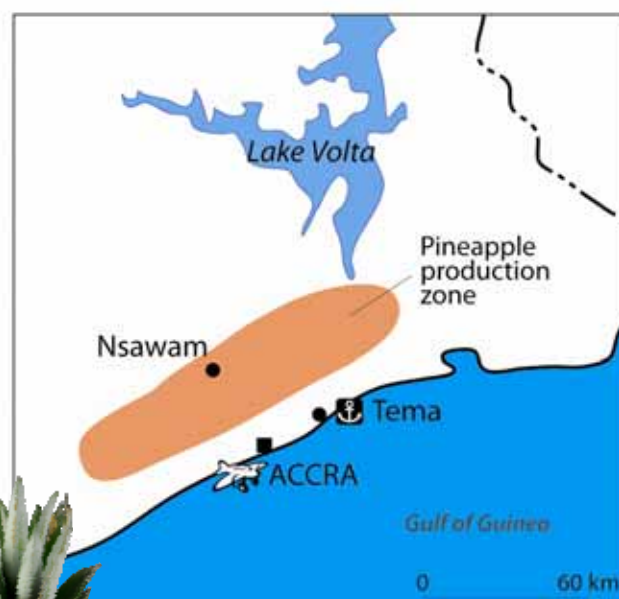 Lake Volta
Pineapple
production
zone
Nsawam
Tema
ACCRA
Gulf of Guinea
0 60 km